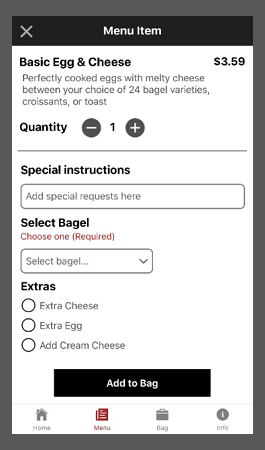 Menu Item
Basic Egg & Cheese $3.59
Perfectly cooked eggs with melty cheese
between your choice of 24 bagel varieties,
croissants, or toast
Quantity 1
Special instructions
Add special requests here
Select Bagel
Choose one (Required)
Select bagel...
Extras
Extra Cheese
Extra Egg
Add Cream Cheese
Add to Bag
Home Menu Bag Info